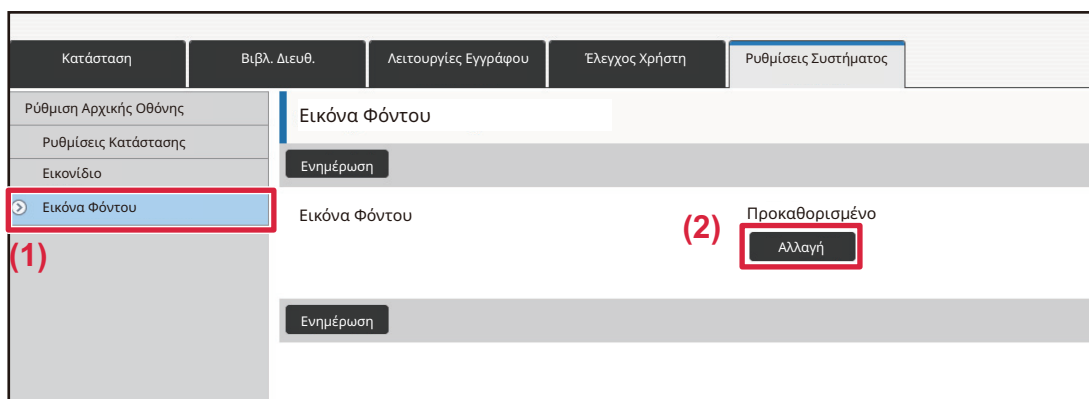 Κατάσταση Βιβλ. Διευθ. Λειτουργίες Εγγράφου Έλεγχος Χρήστη Ρυθμίσεις Συστήματος
Ρύθμιση Αρχικής Οθόνης
Ρυθμίσεις Κατάστασης
Εικονίδιο
Εικόνα Φόντου
(1)
Εικόνα Φόντου
Ενημέρωση
Εικόνα Φόντου
(2)
Προκαθορισμένο
Αλλαγή
Ενημέρωση